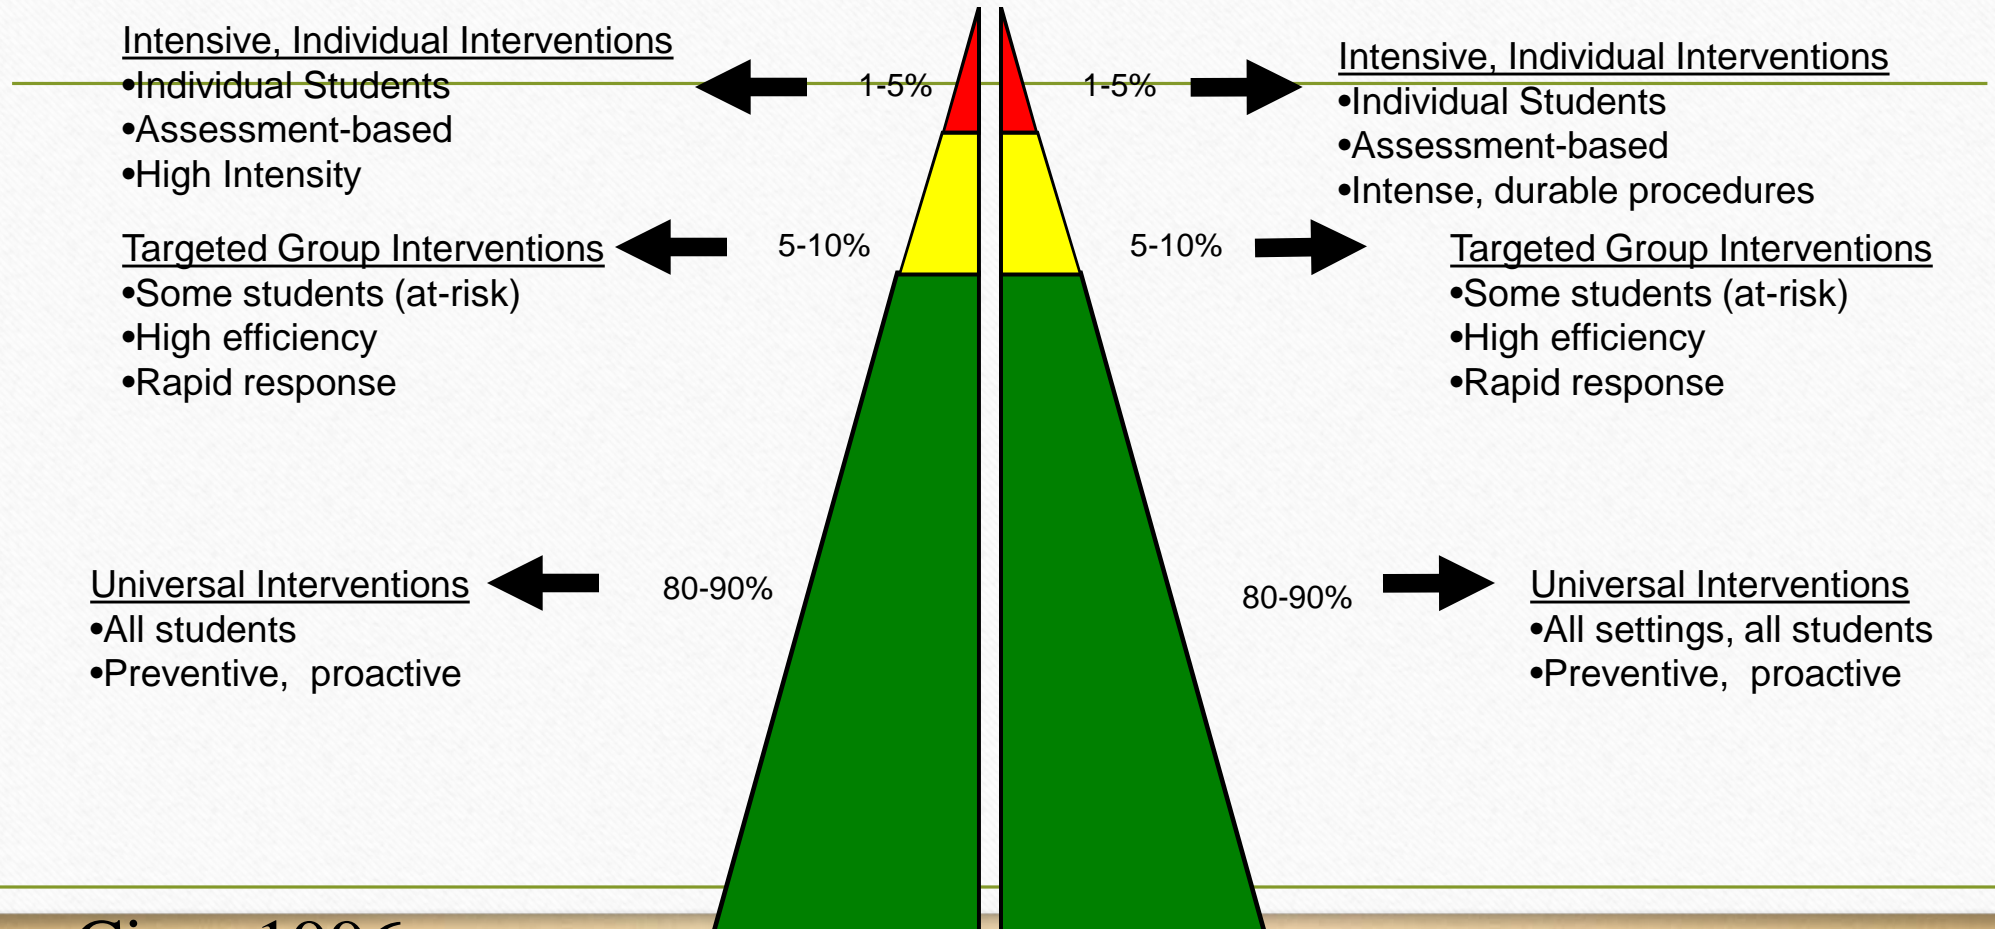 Intensive, Individual Interventions
•Individual Students
•Assessment-based
•High Intensity
1-5%
Targeted Group Interventions
•Some students (at-risk)
•High efficiency
•Rapid response
5-10%
Universal Interventions
•All students
•Preventive, proactive
80-90%
1-5%
Intensive, Individual Interventions
•Individual Students
•Assessment-based
•Intense, durable procedures
5-10%
Targeted Group Interventions
•Some students (at-risk)
•High efficiency
•Rapid response
80-90%
Universal Interventions
•All settings, all students
•Preventive, proactive